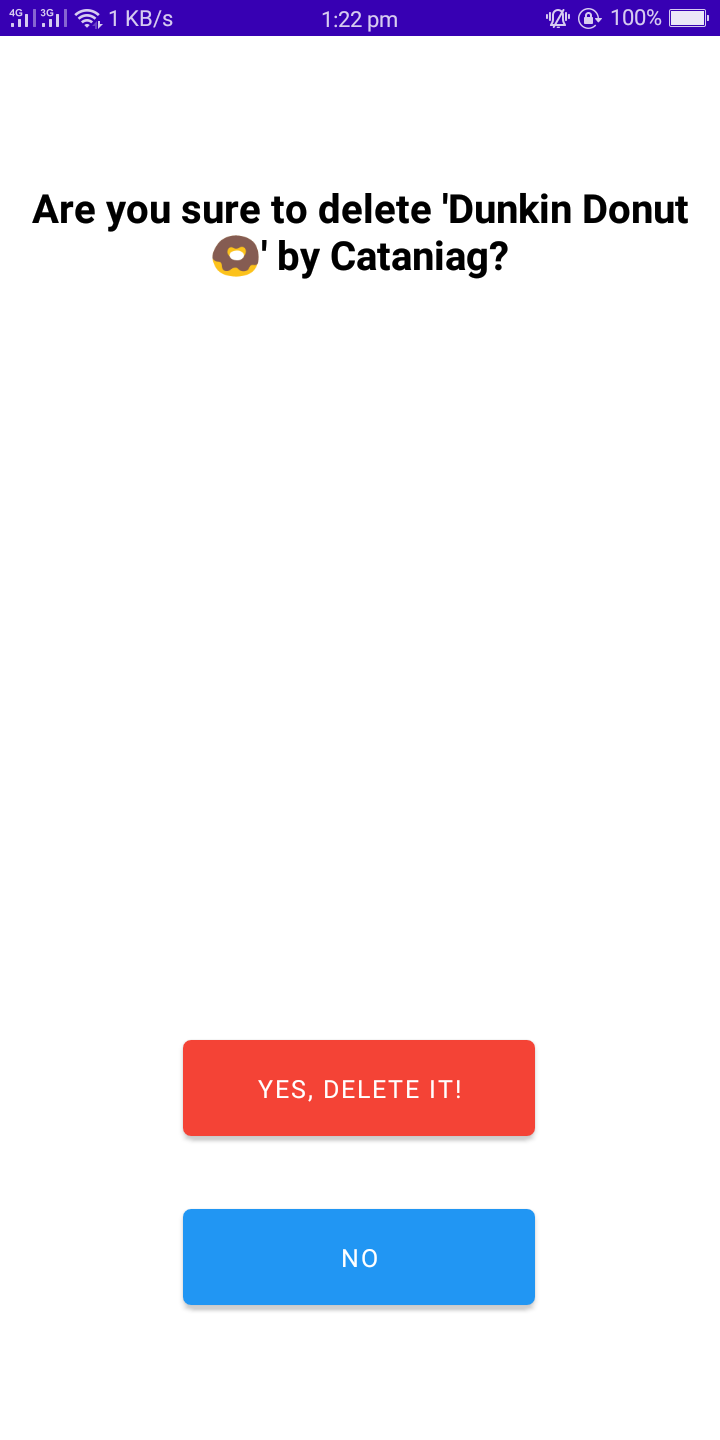 4G 3G 1 KB/s 1:22 pm 100%
Are you sure to delete 'Dunkin Donut
🍩' by Cataniag?
YES, DELETE IT!
NO